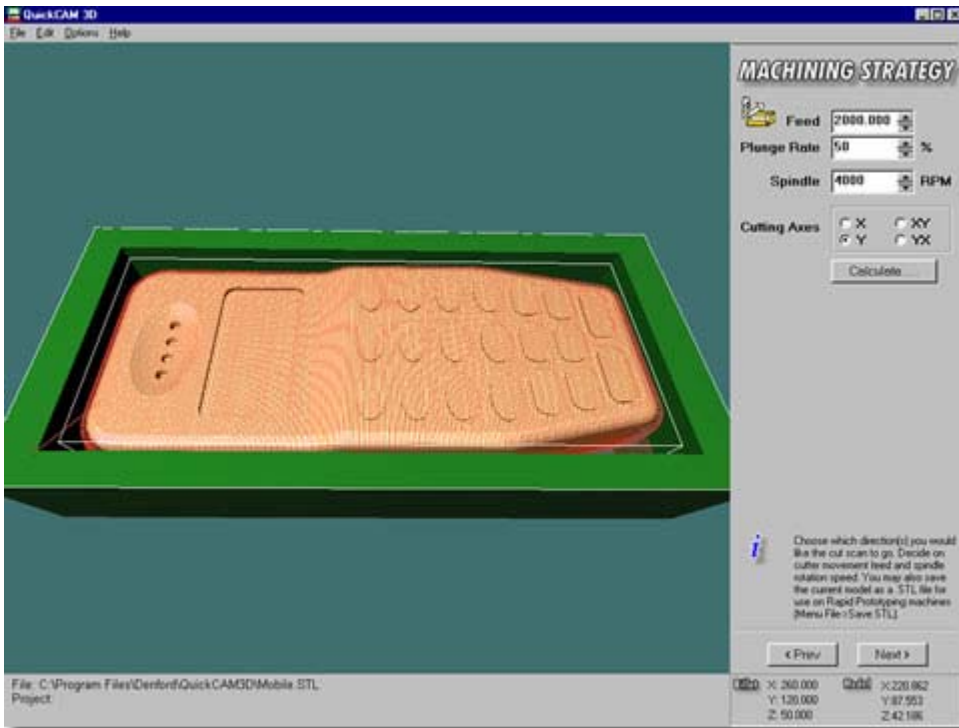 QuickCAM 3D
File Edit Options Help
MACHINING STRATEGY
Feed 2000.000
Plunge Rate 50 %
Spindle 4000 RPM
Cutting Axes X XY
Y YX
Calculate...
i
Choose which direction(s) you would
like the cut scan to go. Decide on
cutter movement feed and spindle
rotation speed. You may also save
the current model as a .STL file for
use on Rapid Prototyping machines
(Menu File>Save STL)
< Prev Next >
File: C:\Program Files\Denford\QuickCAM3D\Mobile.STL
Project:
X: 260.000 X:220.862
Y: 120.000 Y:87.553
Z: 50.000 Z:42.186